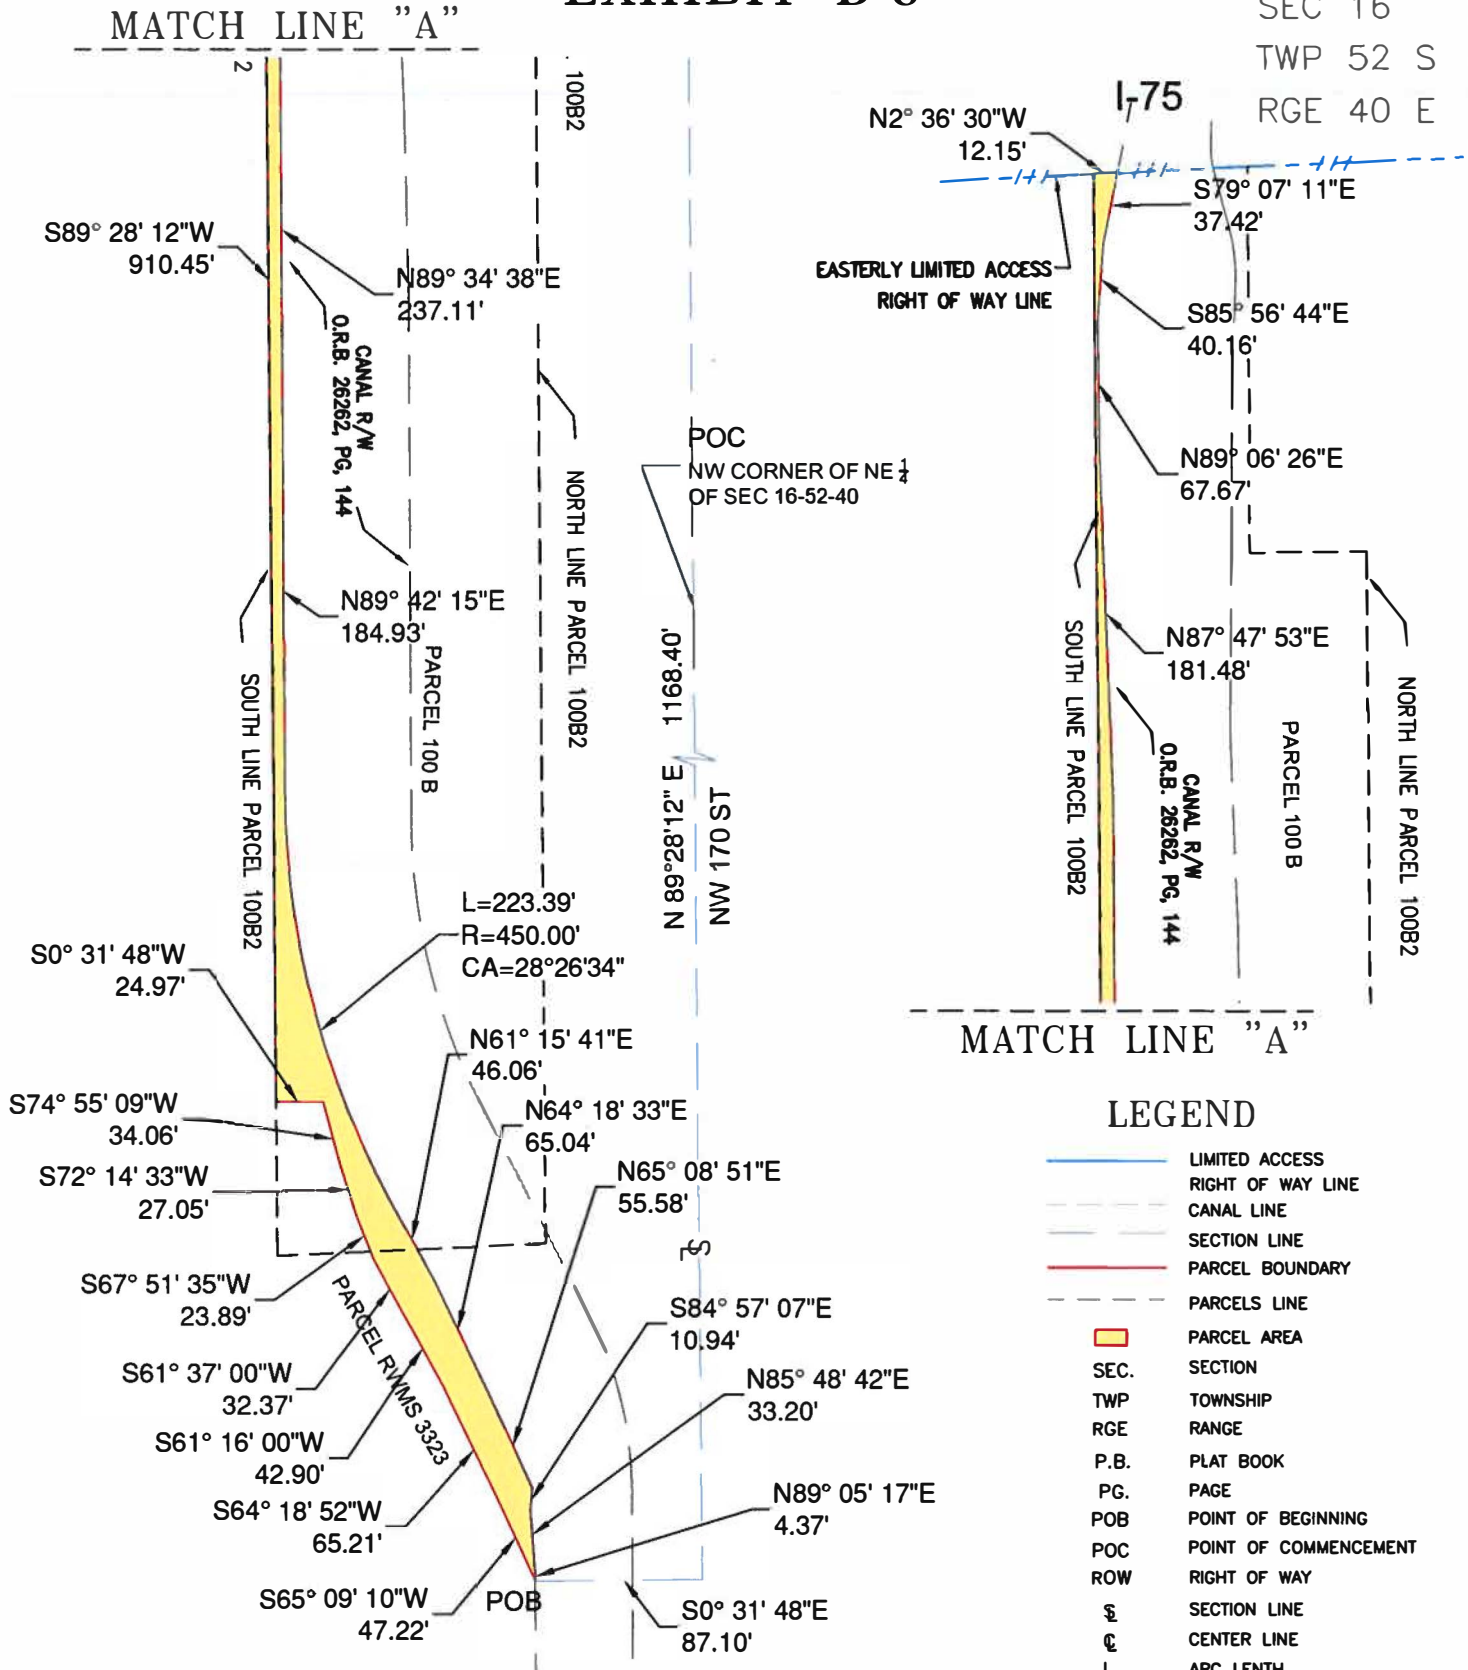 MATCH LINE "A"
SEC 16
TWP 52 S
RGE 40 E
2
100B2
S89° 28' 12"W
910.45'
N89° 34' 38"E
237.11'
CANAL R/W
O.R.B. 26262, PG, 144
NORTH LINE PARCEL 100B2
POC
NW CORNER OF NE 1/4
OF SEC 16-52-40
N89° 42' 15"E
184.93'
PARCEL 100 B
SOUTH LINE PARCEL 100B2
N 89°28'12" E 1168.40'
NW 170 ST
L=223.39'
R=450.00'
CA=28°26'34"
S0° 31' 48"W
24.97'
N61° 15' 41"E
46.06'
S74° 55' 09"W
34.06'
N64° 18' 33"E
65.04'
S72° 14' 33"W
27.05'
N65° 08' 51"E
55.58'
S67° 51' 35"W
23.89'
PARCEL RWMS 3323
S84° 57' 07"E
10.94'
S61° 37' 00"W
32.37'
N85° 48' 42"E
33.20'
S61° 16' 00"W
42.90'
S64° 18' 52"W
65.21'
N89° 05' 17"E
4.37'
S65° 09' 10"W
47.22'
POB
S0° 31' 48"E
87.10'
I-75
N2° 36' 30"W
12.15'
S79° 07' 11"E
37.42'
EASTERLY LIMITED ACCESS
RIGHT OF WAY LINE
S85° 56' 44"E
40.16'
N89° 06' 26"E
67.67'
N87° 47' 53"E
181.48'
SOUTH LINE PARCEL 100B2
CANAL R/W
O.R.B. 26262, PG, 144
PARCEL 100 B
NORTH LINE PARCEL 100B2
MATCH LINE "A"
LEGEND
LIMITED ACCESS
RIGHT OF WAY LINE
CANAL LINE
SECTION LINE
PARCEL BOUNDARY
PARCELS LINE
PARCEL AREA
SEC. SECTION
TWP TOWNSHIP
RGE RANGE
P.B. PLAT BOOK
PG. PAGE
POB POINT OF BEGINNING
POC POINT OF COMMENCEMENT
ROW RIGHT OF WAY
SECTION LINE
CENTER LINE
L ARC LENTH